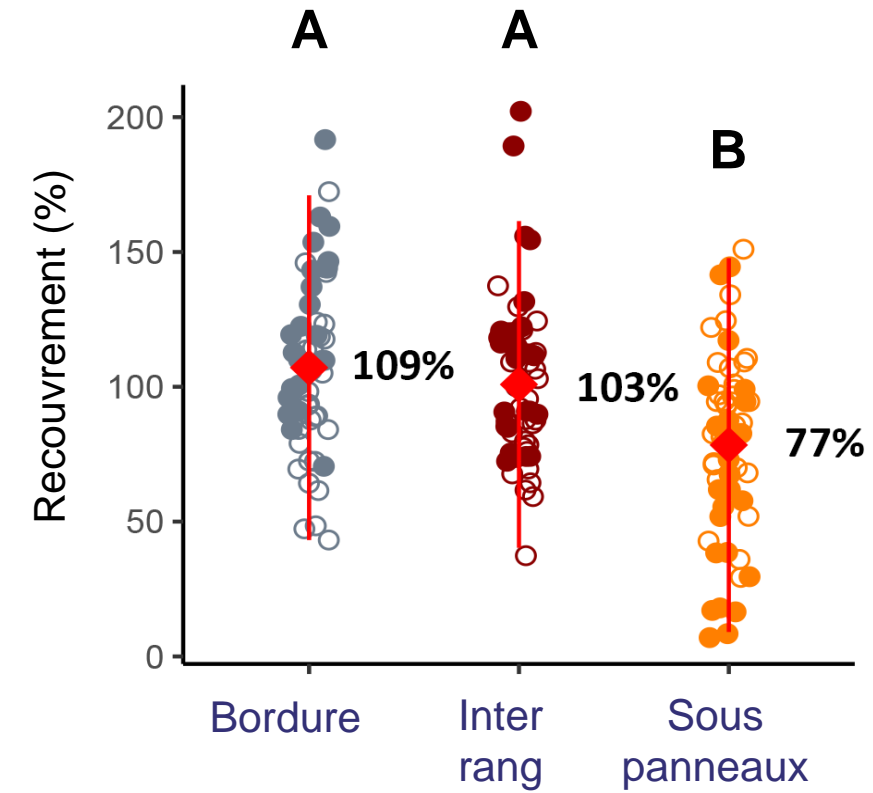 A A
B
200
150
100
50
0
Recouvrement (%)
109%
103%
77%
Bordure
Inter
rang
Sous
panneaux